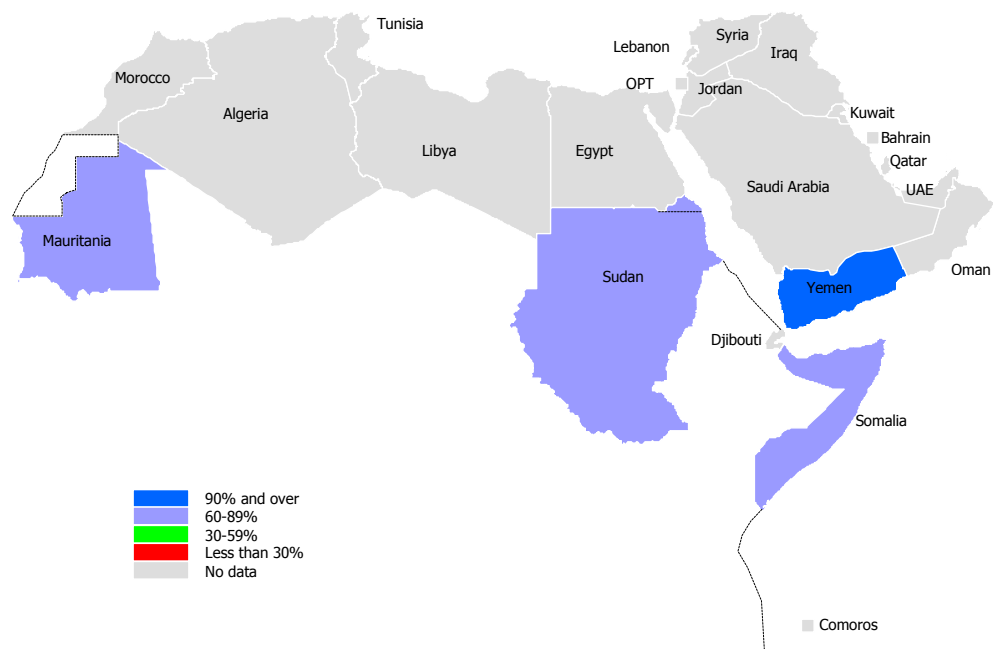 Tunisia
Syria
Lebanon
Iraq
Morocco
OPT
Jordan
Algeria
Kuwait
Bahrain
Libya
Egypt
Qatar
Saudi Arabia
UAE
Mauritania
Oman
Sudan
Yemen
Djibouti
Somalia
90% and over
60-89%
30-59%
Less than 30%
No data
Comoros